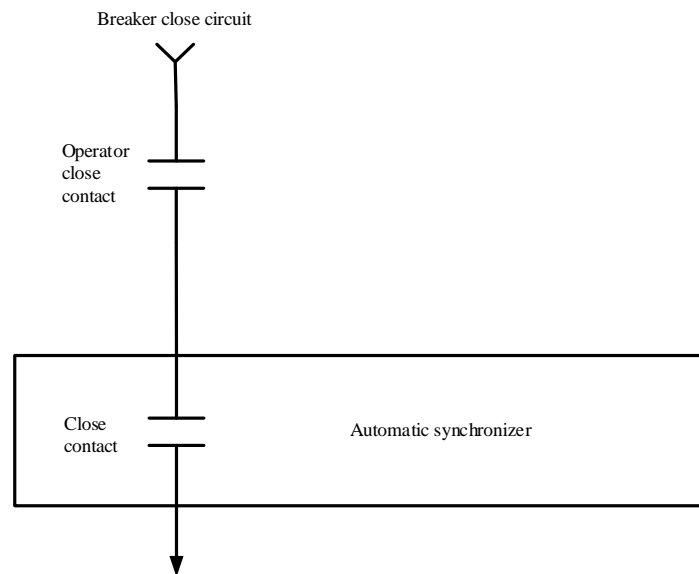 Breaker close circuit
Operator
close
contact
Close
contact
Automatic synchronizer